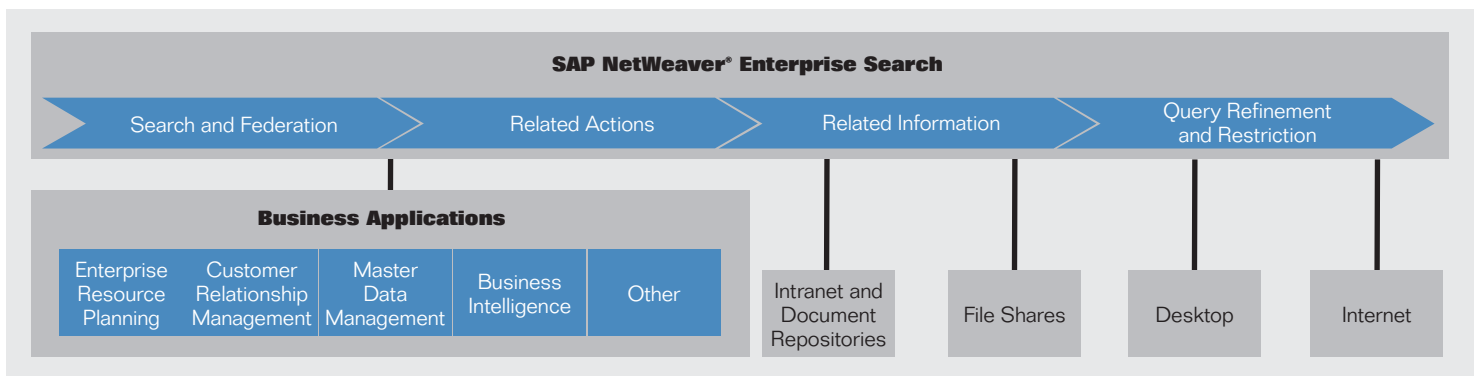 SAP NetWeaver® Enterprise Search
Search and Federation
Related Actions
Related Information
Query Refinement
and Restriction
Business Applications
Enterprise
Resource
Planning
Customer
Relationship
Management
Master
Data
Management
Business
Intelligence
Other
Intranet and
Document
Repositories
File Shares
Desktop
Internet